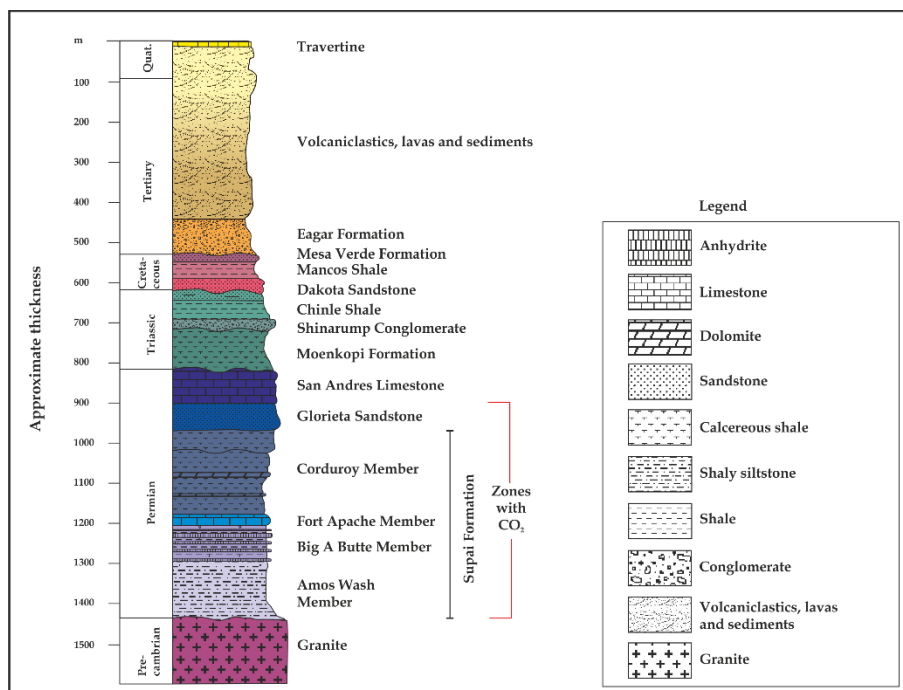 m
Approximate thickness
100
200
300
400
500
600
700
800
900
1000
1100
1200
1300
1400
1500
Quat.
Tertiary
Creta-
ceous
Triassic
Permian
Pre-
cambrian
Travertine
Volcaniclastics, lavas and sediments
Eagar Formation
Mesa Verde Formation
Mancos Shale
Dakota Sandstone
Chinle Shale
Shinarump Conglomerate
Moenkopi Formation
San Andres Limestone
Glorieta Sandstone
Corduroy Member
Fort Apache Member
Big A Butte Member
Amos Wash
Member
Granite
Supai Formation
Zones
with
CO₂
Legend
Anhydrite
Limestone
Dolomite
Sandstone
Calcereous shale
Shaly siltstone
Shale
Conglomerate
Volcaniclastics, lavas
and sediments
Granite